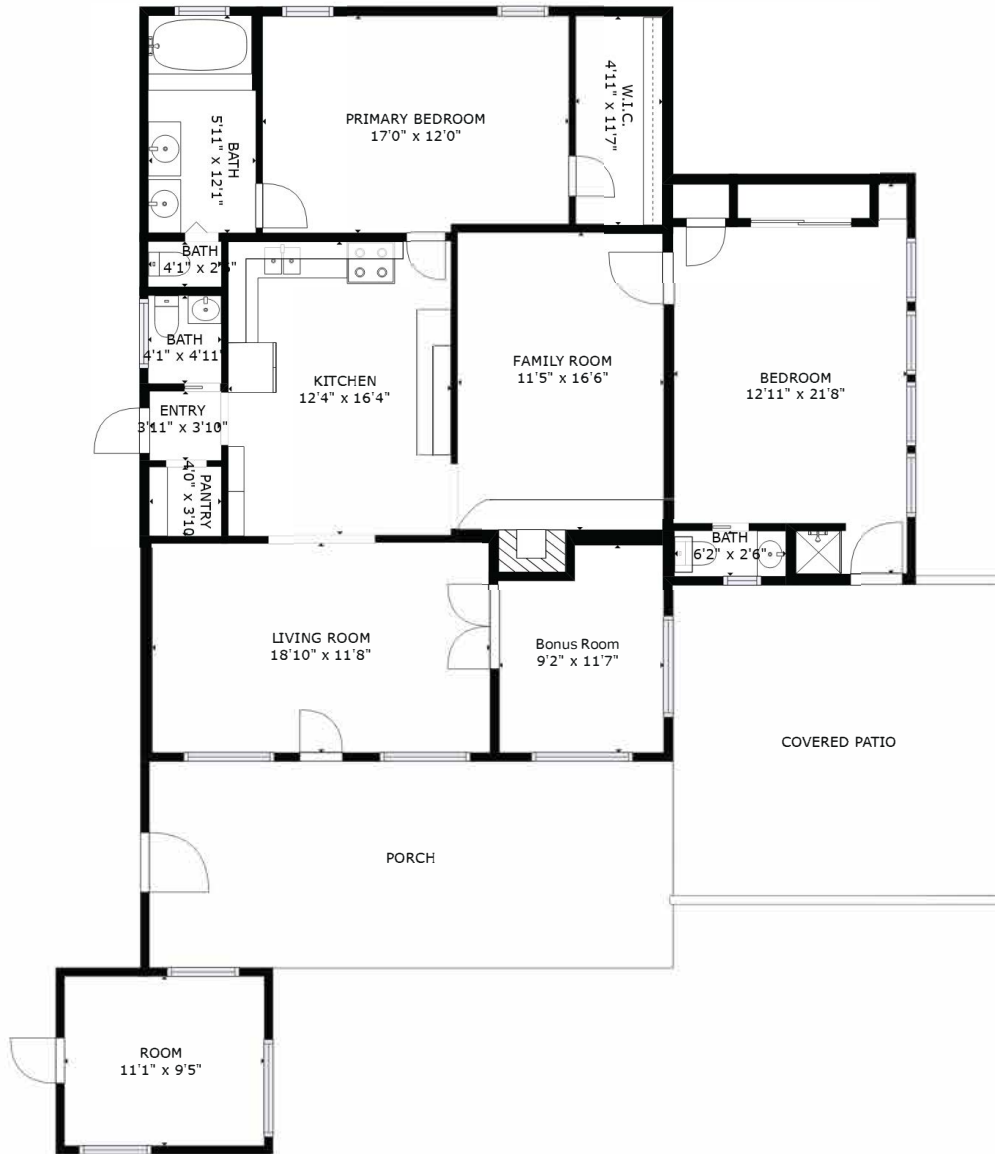 PRIMARY BEDROOM
17'0" x 12'0"
W.I.C.
4'11" x 11'7"
BATH
5'11" x 12'1"
BATH
4'1" x 2'6"
BATH
4'1" x 4'11"
ENTRY
3'11" x 3'10"
PANTRY
4'0" x 3'10
KITCHEN
12'4" x 16'4"
FAMILY ROOM
11'5" x 16'6"
BEDROOM
12'11" x 21'8"
BATH
6'2" x 2'6"
LIVING ROOM
18'10" x 11'8"
Bonus Room
9'2" x 11'7"
COVERED PATIO
PORCH
ROOM
11'1" x 9'5"